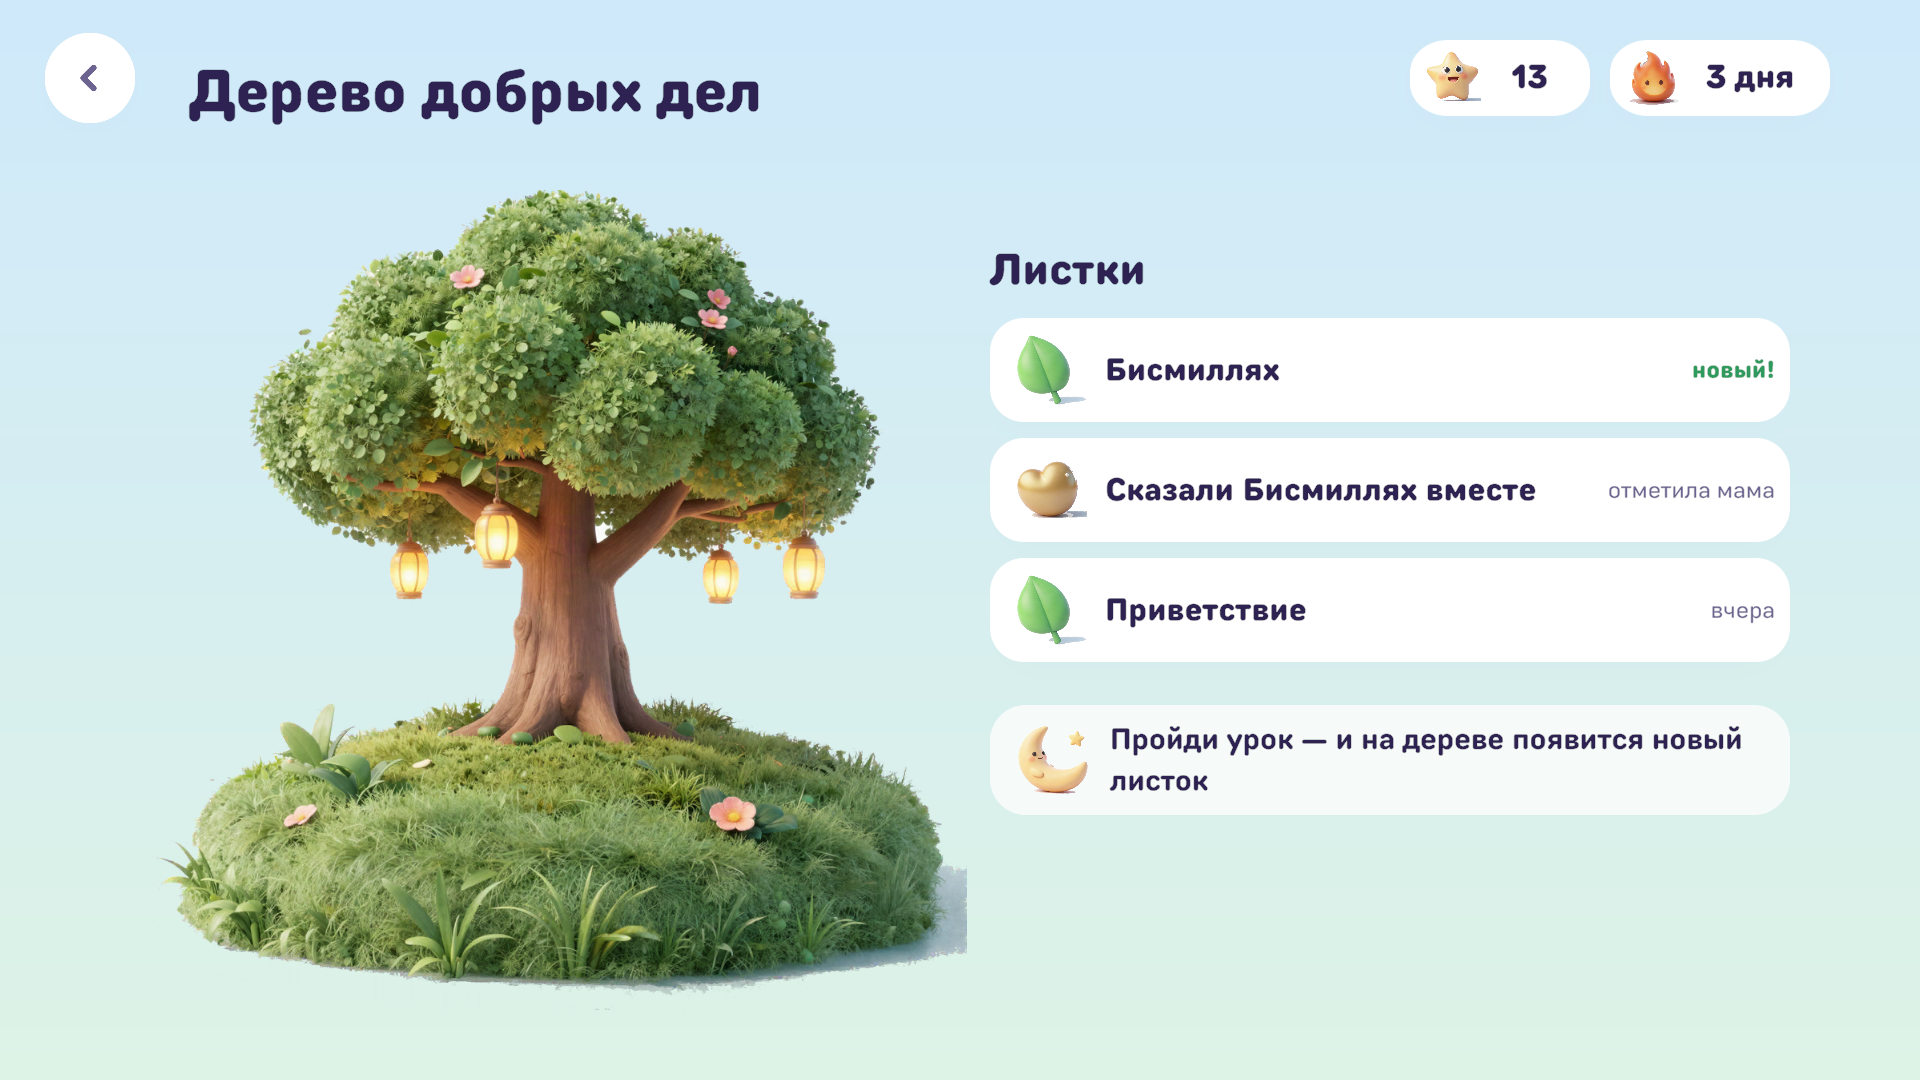 Дерево добрых дел
13
3 дня
Листки
Бисмиллях
новый!
Сказали Бисмиллях вместе
отметила мама
Приветствие
вчера
Пройди урок — и на дереве появится новый
листок